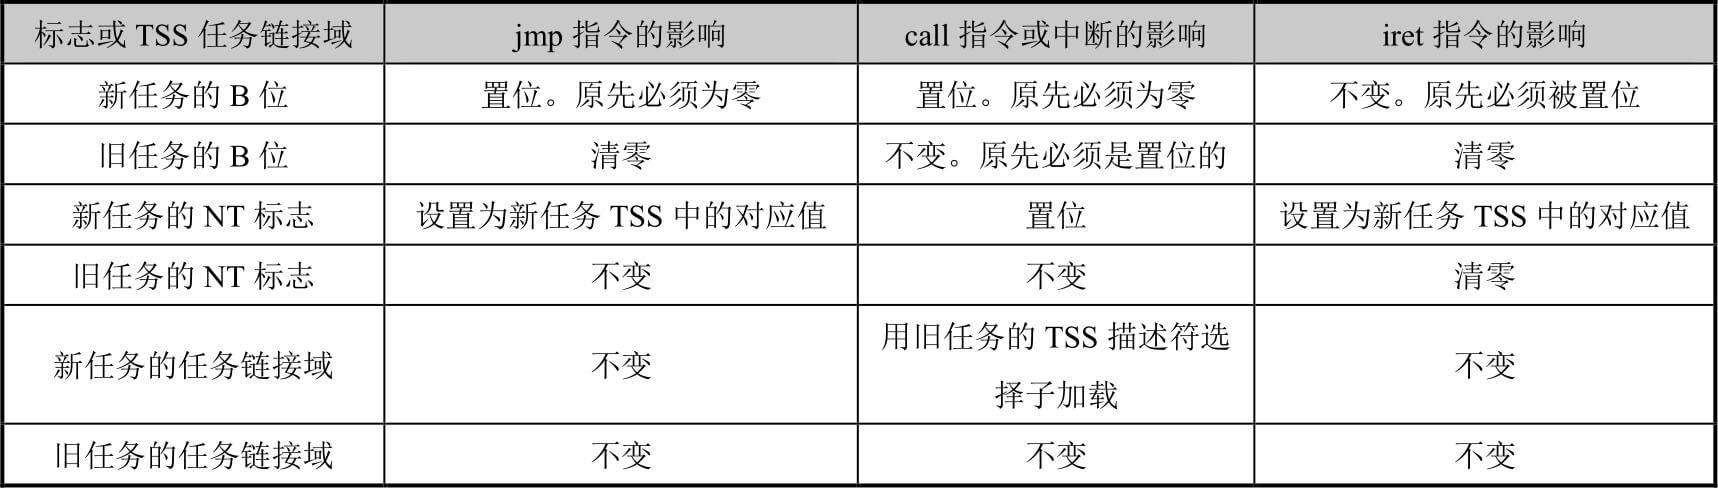 标志或 TSS 任务链接域 jmp 指令的影响 call 指令或中断的影响 iret 指令的影响
新任务的 B 位 置位。原先必须为零 置位。原先必须为零 不变。原先必须被置位
旧任务的 B 位 清零 不变。原先必须是置位的 清零
新任务的 NT 标志 设置为新任务 TSS 中的对应值 置位 设置为新任务 TSS 中的对应值
旧任务的 NT 标志 不变 不变 清零
新任务的任务链接域 不变 用旧任务的 TSS 描述符选
择子加载 不变
旧任务的任务链接域 不变 不变 不变